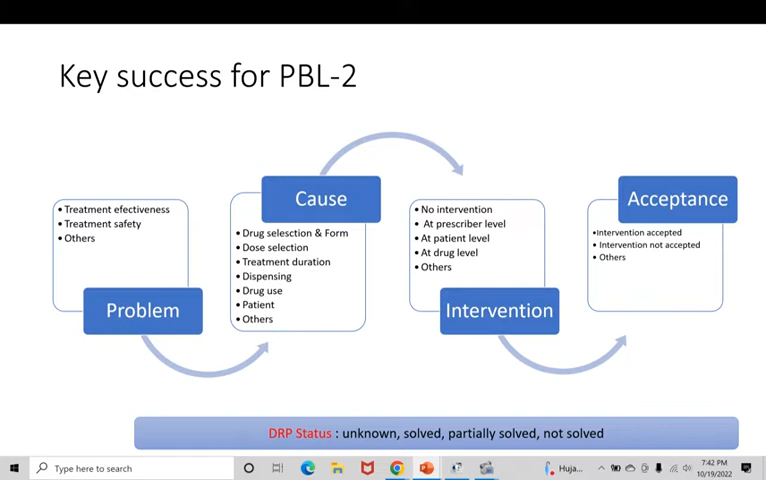 Key success for PBL-2
• Treatment efectiveness
• Treatment safety
• Others
Problem
Cause
• Drug selsction & Form
• Dose selection
• Treatment duration
• Dispensing
• Drug use
• Patient
• Others
• No intervention
• At prescriber level
• At patient level
• At drug level
• Others
Intervention
Acceptance
•Intervention accepted
• Intervention not accepted
• Others
DRP Status : unknown, solved, partially solved, not solved
Type here to search
Huja...
7:42 PM
10/19/2022